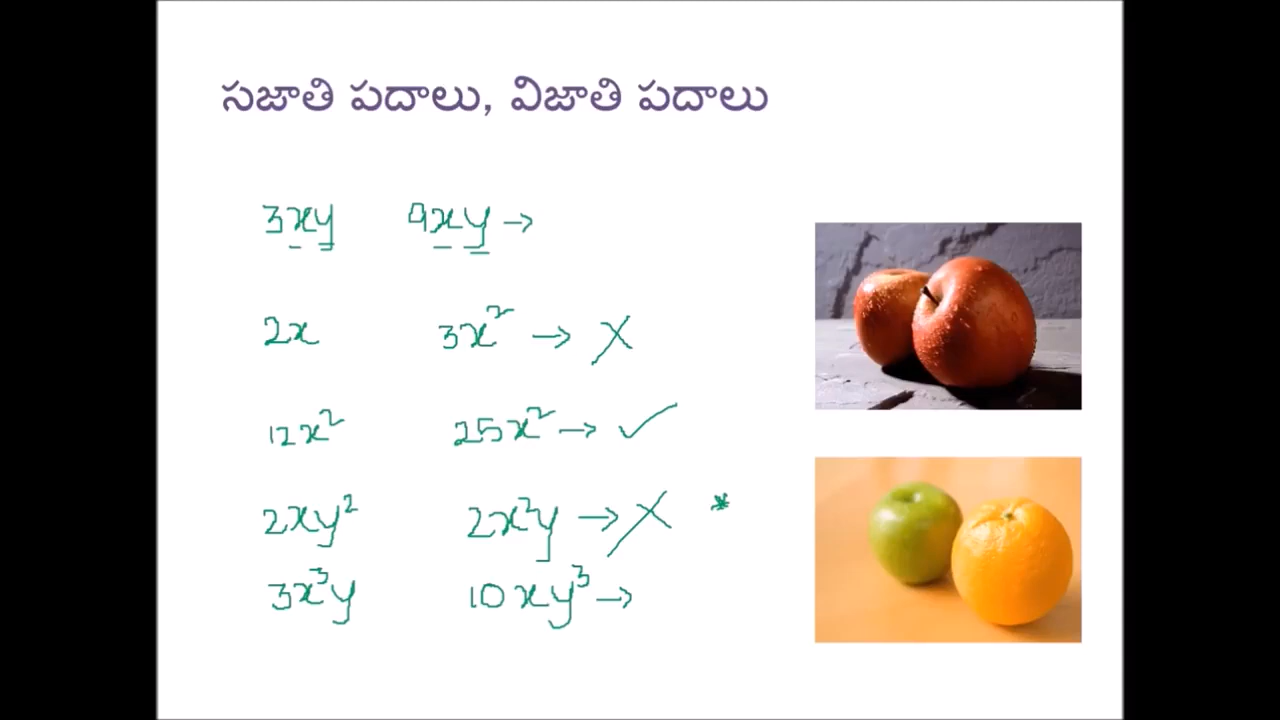 సజాతి పదాలు, విజాతి పదాలు
3xy 9xy →
2x 3x² → X
12x² 25x² → ✓
2xy² 2x²y → X *
3x³y 10xy³ →